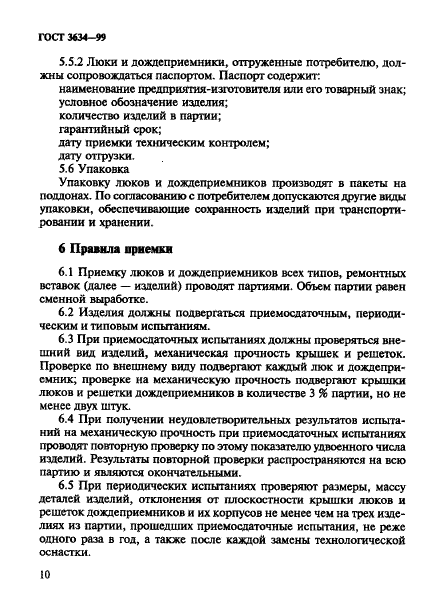 ГОСТ 3634—99
5.5.2 Люки и дождеприемники, отгруженные потребителю, дол-
жны сопровождаться паспортом. Паспорт содержит:
наименование предприятия-изготовителя или его товарный знак;
условное обозначение изделия;
количество изделий в партии;
гарантийный срок;
дату приемки техническим контролем;
дату отгрузки.
5.6 Упаковка
Упаковку люков и дождеприемников производят в пакеты на
поддонах. По согласованию с потребителем допускаются другие виды
упаковки, обеспечивающие сохранность изделий при транспорти-
ровании и хранении.
6 Правила приемки
6.1 Приемку люков и дождеприемников всех типов, ремонтных
вставок (далее — изделий) проводят партиями. Объем партии равен
сменной выработке.
6.2 Изделия должны подвергаться приемосдаточным, периоди-
ческим и типовым испытаниям.
6.3 При приемосдаточных испытаниях должны проверяться вне-
шний вид изделий, механическая прочность крышек и решеток.
Проверке по внешнему виду подвергают каждый люк и дождепри-
емник; проверке на механическую прочность подвергают крышки
люков и решетки дождеприемников в количестве 3 % партии, но не
менее двух штук.
6.4 При получении неудовлетворительных результатов испыта-
ний на механическую прочность при приемосдаточных испытаниях
проводят повторную проверку по этому показателю удвоенного числа
изделий. Результаты повторной проверки распространяются на всю
партию и являются окончательными.
6.5 При периодических испытаниях проверяют размеры, массу
деталей изделий, отклонения от плоскостности крышки люков и
решеток дождеприемников и их корпусов не менее чем на трех изде-
лиях из партии, прошедших приемосдаточные испытания, не реже
одного раза в год, а также после каждой замены технологической
оснастки.
10